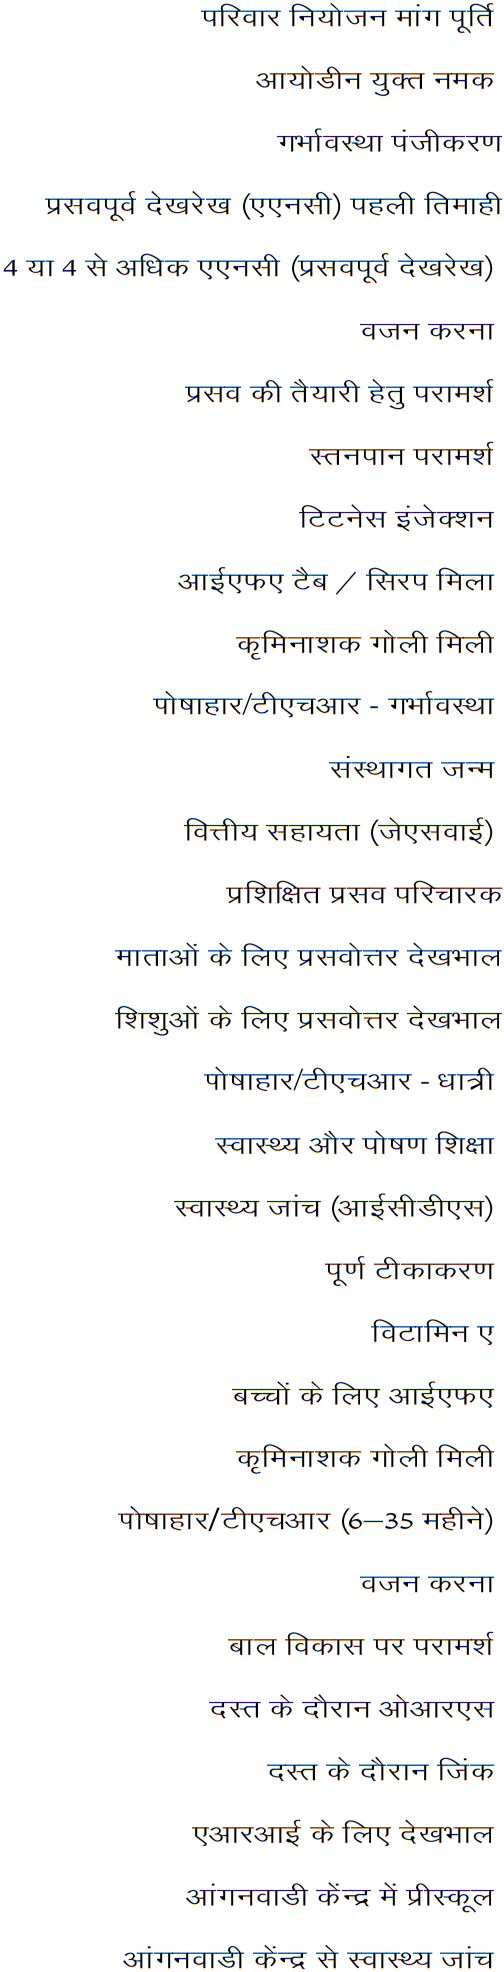 परिवार नियोजन मांग पूर्ति
आयोडीन युक्त नमक
गर्भावस्था पंजीकरण
प्रसवपूर्व देखरेख (एएनसी) पहली तिमाही
4 या 4 से अधिक एएनसी (प्रसवपूर्व देखरेख)
वजन करना
प्रसव की तैयारी हेतु परामर्श
स्तनपान परामर्श
टिटनेस इंजेक्शन
आईएफए टैब / सिरप मिला
कृमिनाशक गोली मिली
पोषाहार/टीएचआर - गर्भावस्था
संस्थागत जन्म
वित्तीय सहायता (जेएसवाई)
प्रशिक्षित प्रसव परिचारक
माताओं के लिए प्रसवोत्तर देखभाल
शिशुओं के लिए प्रसवोत्तर देखभाल
पोषाहार/टीएचआर - धात्री
स्वास्थ्य और पोषण शिक्षा
स्वास्थ्य जांच (आईसीडीएस)
पूर्ण टीकाकरण
विटामिन ए
बच्चों के लिए आईएफए
कृमिनाशक गोली मिली
पोषाहार/टीएचआर (6–35 महीने)
वजन करना
बाल विकास पर परामर्श
दस्त के दौरान ओआरएस
दस्त के दौरान जिंक
एआरआई के लिए देखभाल
आंगनवाडी केंन्द्र में प्रीस्कूल
आंगनवाडी केंन्द्र से स्वास्थ्य जांच